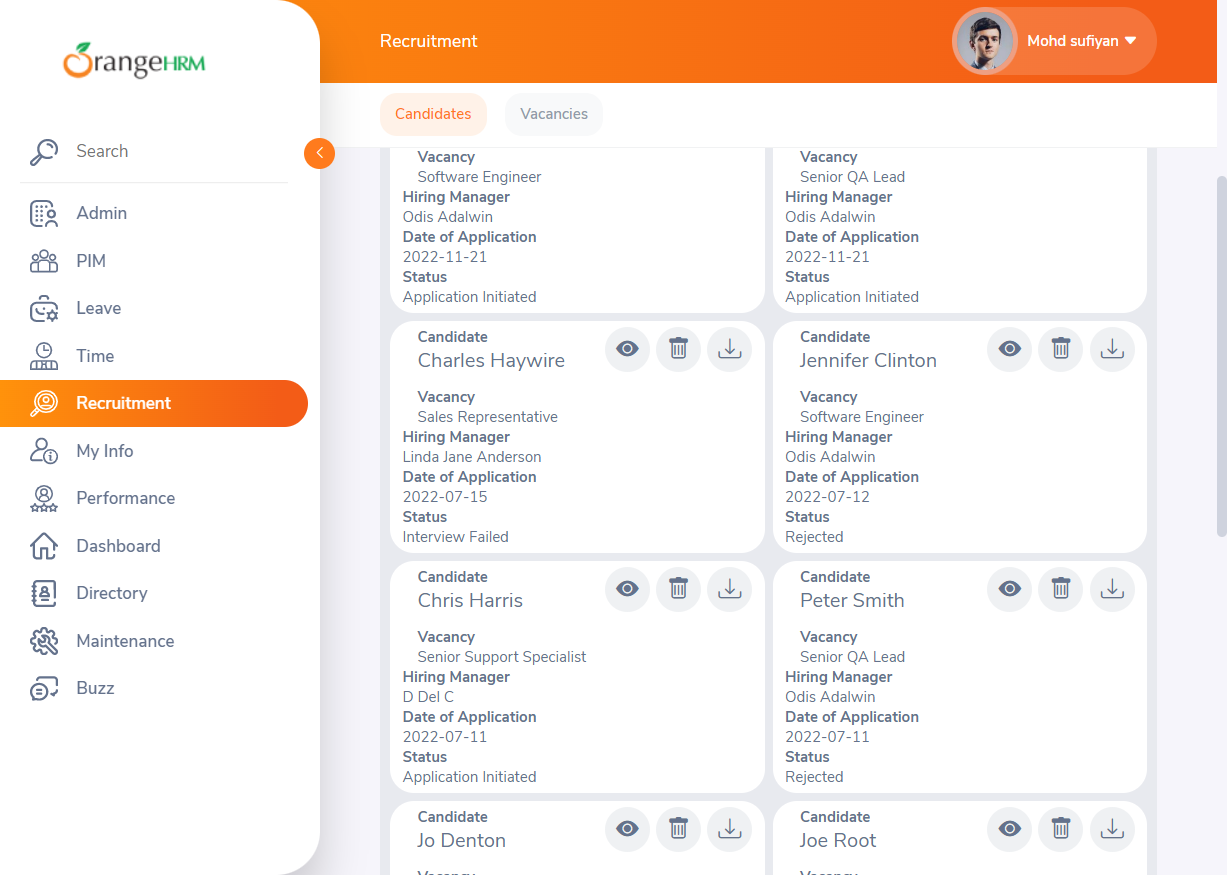 OrangeHRM
Recruitment
Mohd sufiyan
Candidates
Vacancies
Search
Admin
PIM
Leave
Time
Recruitment
My Info
Performance
Dashboard
Directory
Maintenance
Buzz
Vacancy
Software Engineer
Hiring Manager
Odis Adalwin
Date of Application
2022-11-21
Status
Application Initiated
Vacancy
Senior QA Lead
Hiring Manager
Odis Adalwin
Date of Application
2022-11-21
Status
Application Initiated
Candidate
Charles Haywire
Vacancy
Sales Representative
Hiring Manager
Linda Jane Anderson
Date of Application
2022-07-15
Status
Interview Failed
Candidate
Jennifer Clinton
Vacancy
Software Engineer
Hiring Manager
Odis Adalwin
Date of Application
2022-07-12
Status
Rejected
Candidate
Chris Harris
Vacancy
Senior Support Specialist
Hiring Manager
D Del C
Date of Application
2022-07-11
Status
Application Initiated
Candidate
Peter Smith
Vacancy
Senior QA Lead
Hiring Manager
Odis Adalwin
Date of Application
2022-07-11
Status
Rejected
Candidate
Jo Denton
Vacancy
Candidate
Joe Root
Vacancy